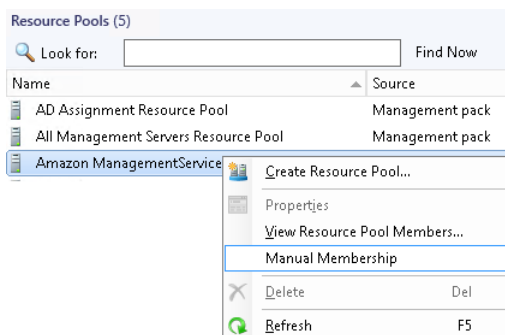 Resource Pools (5)
Look for: Find Now
Name Source
AD Assignment Resource Pool Management pack
All Management Servers Resource Pool Management pack
Amazon ManagementService
Create Resource Pool...
Properties
View Resource Pool Members...
Manual Membership
Delete Del
Refresh F5